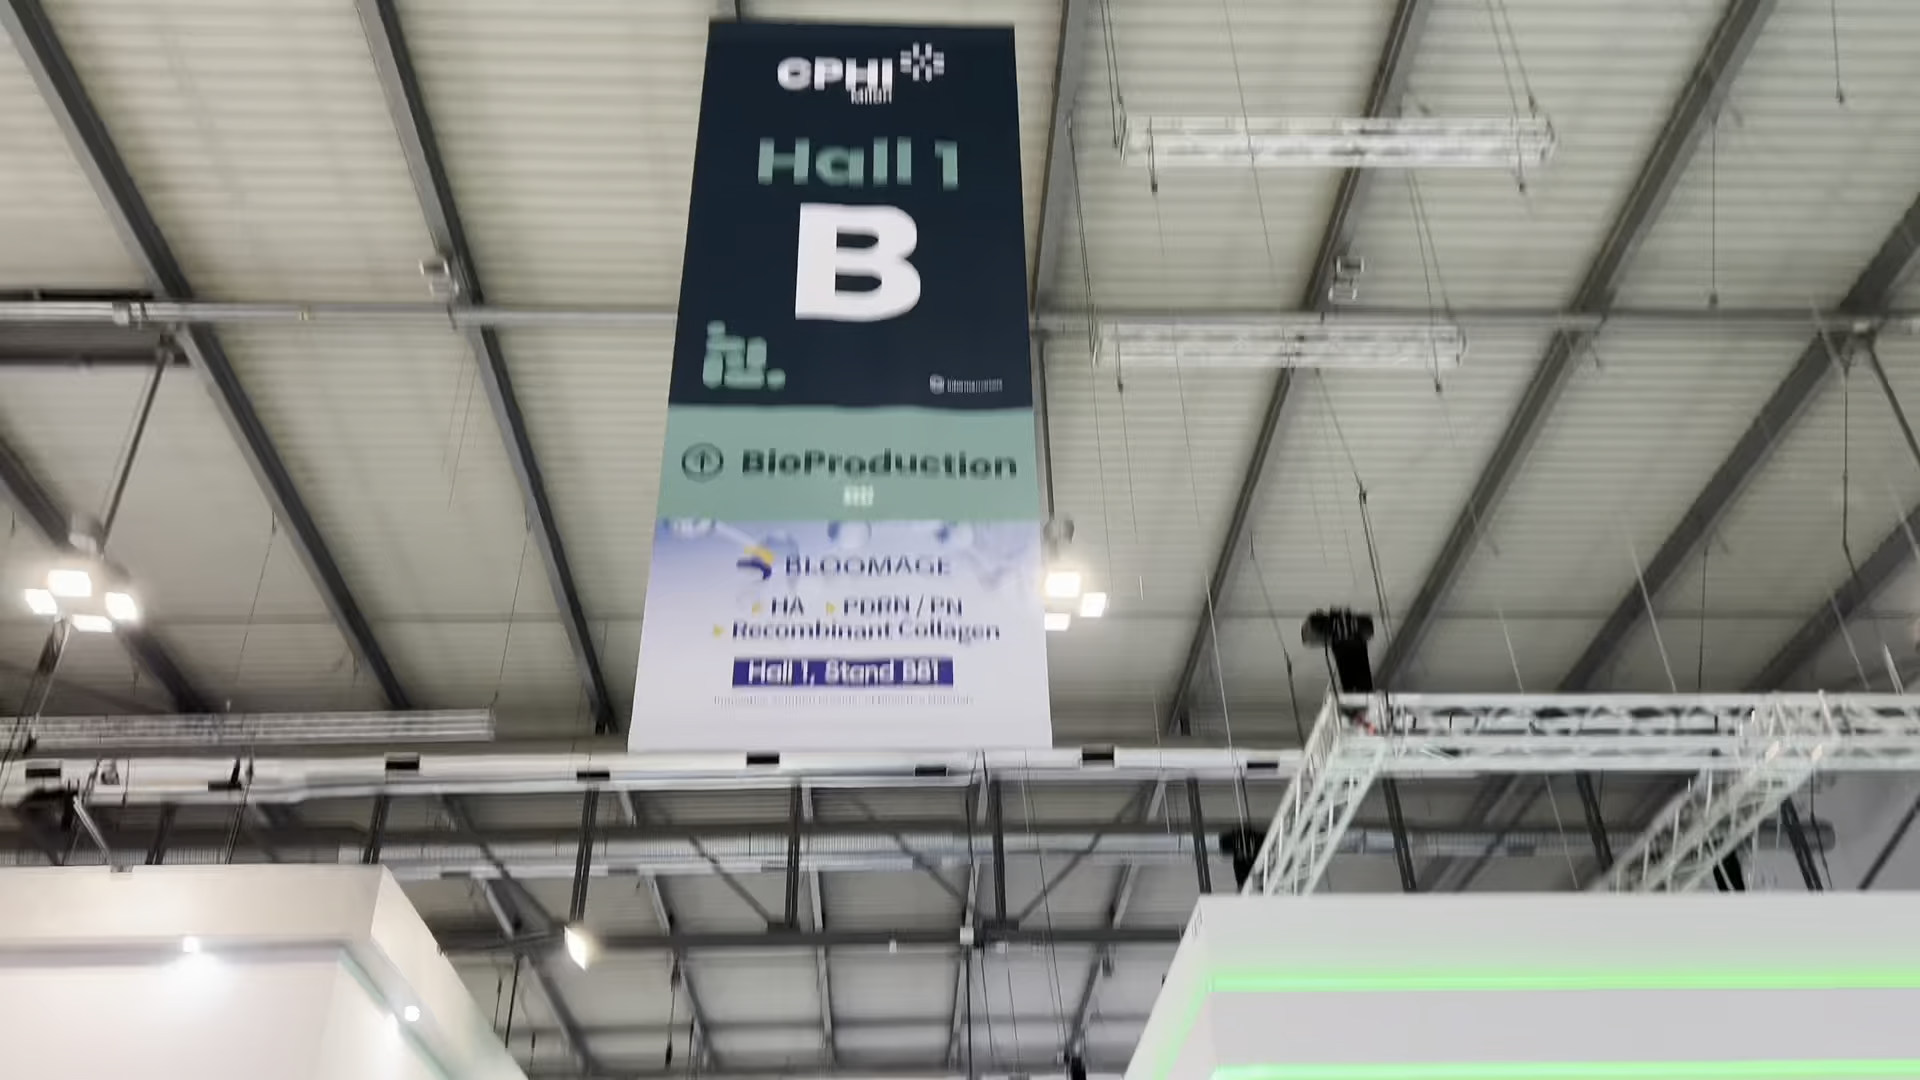 CPHI
Milan
Hall 1
B
BioProduction
BLOOMAGE
HA PDRN / PN
Recombinant Collagen
Hall 1, Stand B81